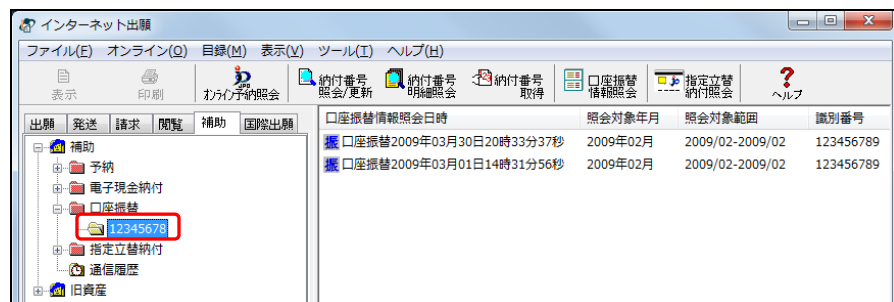 インターネット出願
ファイル(F) オンライン(O) 目録(M) 表示(V) ツール(T) ヘルプ(H)
表示 印刷 オンライン予納照会 納付番号照会/更新 納付番号明細照会 納付番号取得 口座振替情報照会 指定立替納付照会 ヘルプ
出願 発送 請求 閲覧 補助 国際出願
補助
予納
電子現金納付
口座振替
12345678
指定立替納付
通信履歴
旧資産
口座振替情報照会日時 照会対象年月 照会対象範囲 識別番号
振 口座振替2009年03月30日20時33分37秒 2009年02月 2009/02-2009/02 123456789
振 口座振替2009年03月01日14時31分56秒 2009年02月 2009/02-2009/02 123456789